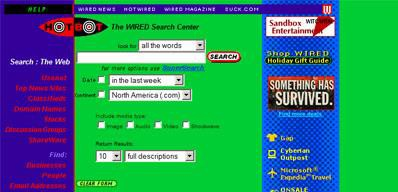 HELP
WIRED NEWS HOTWIRED WIRED MAGAZINE SUCK.COM
HOTBOT The WIRED Search Center
Search : The Web
Usenet
Top News Sites
Classifieds
Domain Names
Stocks
Discussion Groups
ShareWare
Find:
Businesses
People
Email Addresses
look for all the words
SEARCH
for more options use SuperSearch
Date in the last week
Continent North America (.com)
Include media type:
Image Audio Video Shockwave
Return Results:
10 full descriptions
CLEAR FORM
Sandbox
Entertainment
Shop WIRED
Holiday Gift Guide
SOMETHING HAS
SURVIVED.
Find more deals
Gap
Cyberian
Outpost
Microsoft
Expedia Travel
ONSALE